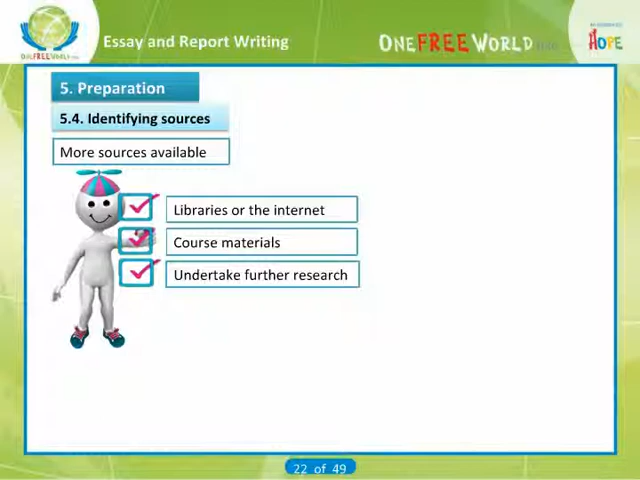 Essay and Report Writing
ONEFREEWORLD
HOPE
ONEFREEWORLD
5. Preparation
5.4. Identifying sources
More sources available
Libraries or the internet
Course materials
Undertake further research
22 of 49